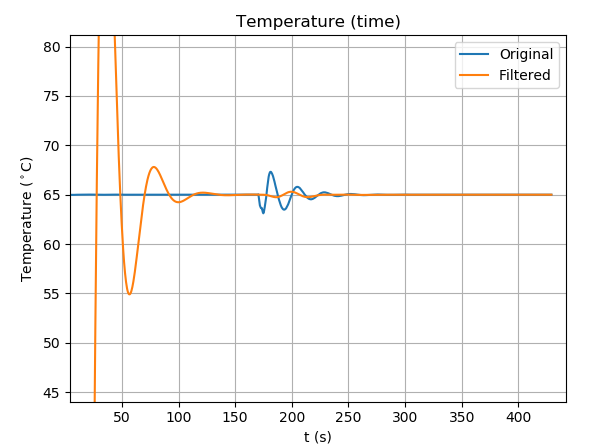 Temperature (time)
Original
Filtered
Temperature (°C)
80
75
70
65
60
55
50
45
50 100 150 200 250 300 350 400
t (s)